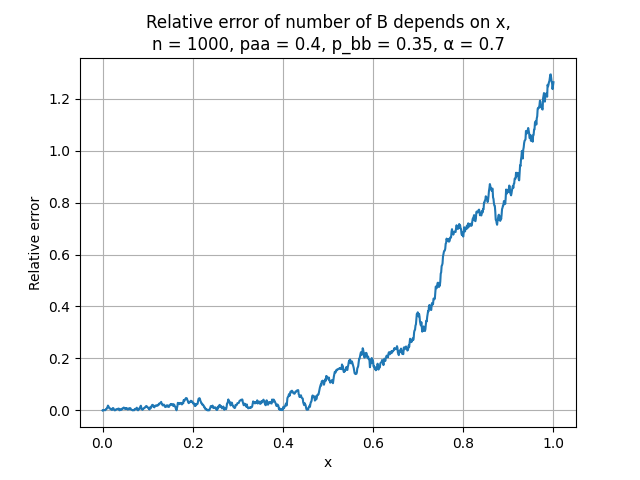 Relative error of number of B depends on x,
n = 1000, paa = 0.4, p_bb = 0.35, α = 0.7
Relative error
1.2
1.0
0.8
0.6
0.4
0.2
0.0
0.0 0.2 0.4 0.6 0.8 1.0
x